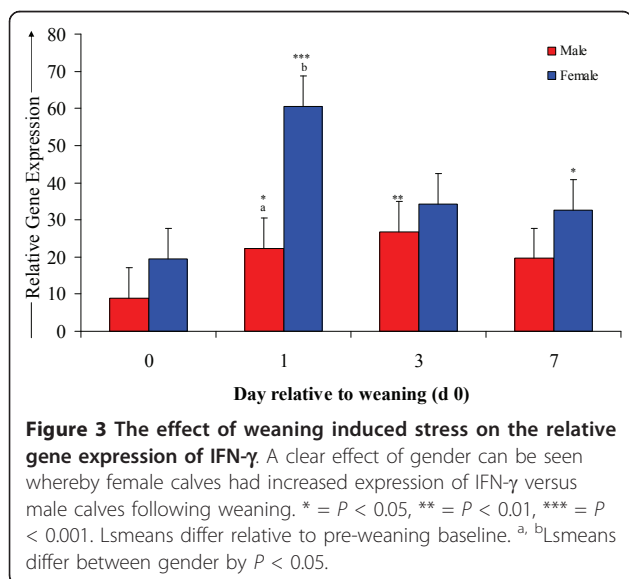 Relative Gene Expression
80
70
60
50
40
30
20
10
0
***
b
Male
Female
*
a
**
*
0 1 3 7
Day relative to weaning (d 0)
Figure 3 The effect of weaning induced stress on the relative
gene expression of IFN-γ. A clear effect of gender can be seen
whereby female calves had increased expression of IFN-γ versus
male calves following weaning. * = P < 0.05, ** = P < 0.01, *** = P
< 0.001. Lsmeans differ relative to pre-weaning baseline. a, bLsmeans
differ between gender by P < 0.05.